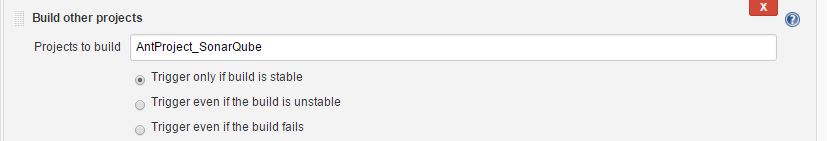 Build other projects
X
?
Projects to build AntProject_SonarQube
Trigger only if build is stable
Trigger even if the build is unstable
Trigger even if the build fails